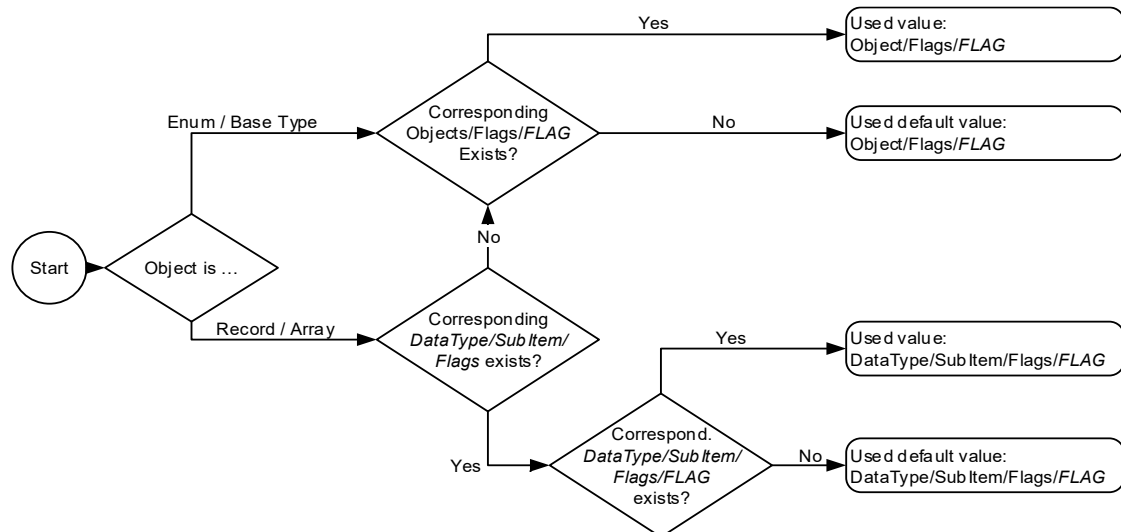 Yes
Used value:
Object/Flags/FLAG
Enum / Base Type
Corresponding
Objects/Flags/FLAG
Exists?
No
Used default value:
Object/Flags/FLAG
No
Start
Object is ...
Record / Array
Corresponding
DataType/SubItem/
Flags exists?
Yes
Used value:
DataType/SubItem/Flags/FLAG
Yes
Correspond.
DataType/SubItem/
Flags/FLAG
exists?
No
Used default value:
DataType/SubItem/Flags/FLAG